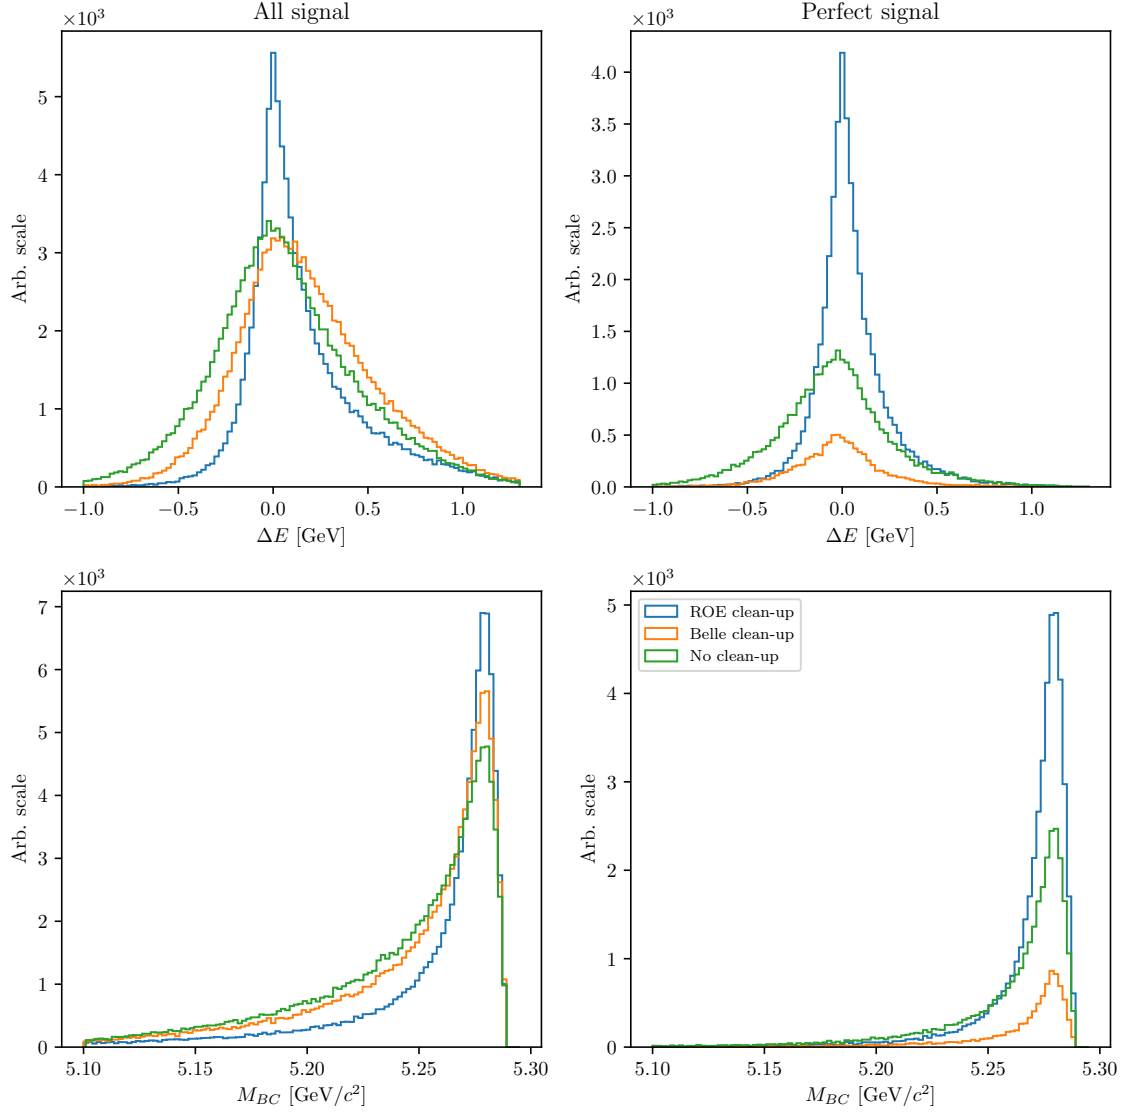 All signal
×10³
5
4
3
2
1
0
Arb. scale
−1.0 −0.5 0.0 0.5 1.0
ΔE [GeV]
Perfect signal
×10³
4.0
3.5
3.0
2.5
2.0
1.5
1.0
0.5
0.0
Arb. scale
−1.0 −0.5 0.0 0.5 1.0
ΔE [GeV]
×10³
7
6
5
4
3
2
1
0
Arb. scale
5.10 5.15 5.20 5.25 5.30
M_BC [GeV/c²]
×10³
5
4
3
2
1
0
Arb. scale
ROE clean-up
Belle clean-up
No clean-up
5.10 5.15 5.20 5.25 5.30
M_BC [GeV/c²]